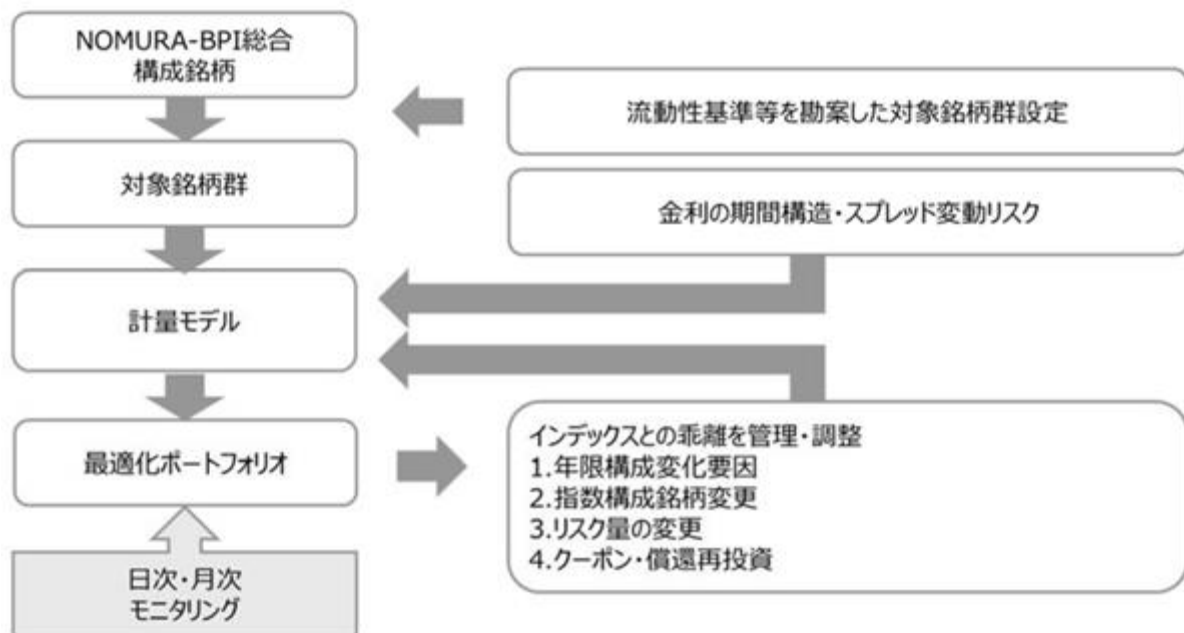 NOMURA-BPI総合
構成銘柄
流動性基準等を勘案した対象銘柄群設定
対象銘柄群
金利の期間構造・スプレッド変動リスク
計量モデル
最適化ポートフォリオ
インデックスとの乖離を管理・調整
1.年限構成変化要因
2.指数構成銘柄変更
3.リスク量の変更
4.クーポン・償還再投資
日次・月次
モニタリング